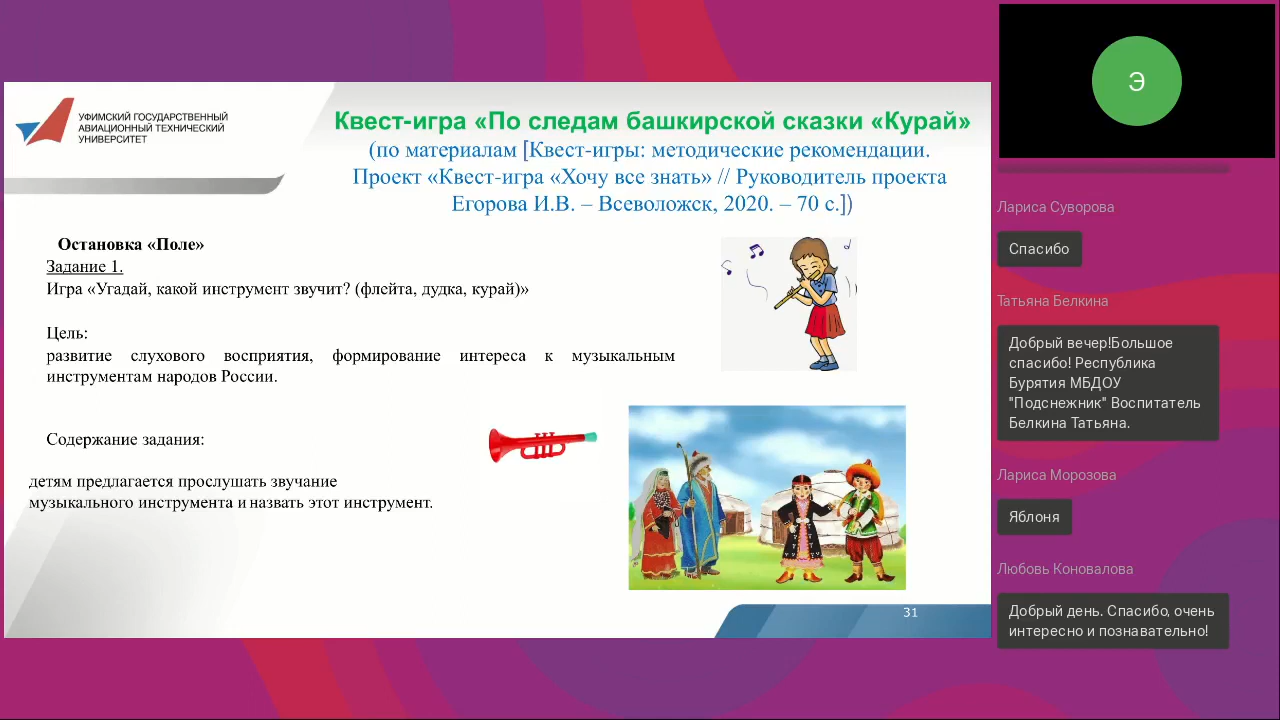 УФИМСКИЙ ГОСУДАРСТВЕННЫЙ
АВИАЦИОННЫЙ ТЕХНИЧЕСКИЙ
УНИВЕРСИТЕТ
Квест-игра «По следам башкирской сказки «Курай»
(по материалам [Квест-игры: методические рекомендации.
Проект «Квест-игра «Хочу все знать» // Руководитель проекта
Егорова И.В. – Всеволожск, 2020. – 70 с.])
Остановка «Поле»
Задание 1.
Игра «Угадай, какой инструмент звучит? (флейта, дудка, курай)»
Цель:
развитие слухового восприятия, формирование интереса к музыкальным
инструментам народов России.
Содержание задания:
детям предлагается прослушать звучание
музыкального инструмента и назвать этот инструмент.
31
Э
Лариса Суворова
Спасибо
Татьяна Белкина
Добрый вечер!Большое
спасибо! Республика
Бурятия МБДОУ
"Подснежник" Воспитатель
Белкина Татьяна.
Лариса Морозова
Яблоня
Любовь Коновалова
Добрый день. Спасибо, очень
интересно и познавательно!